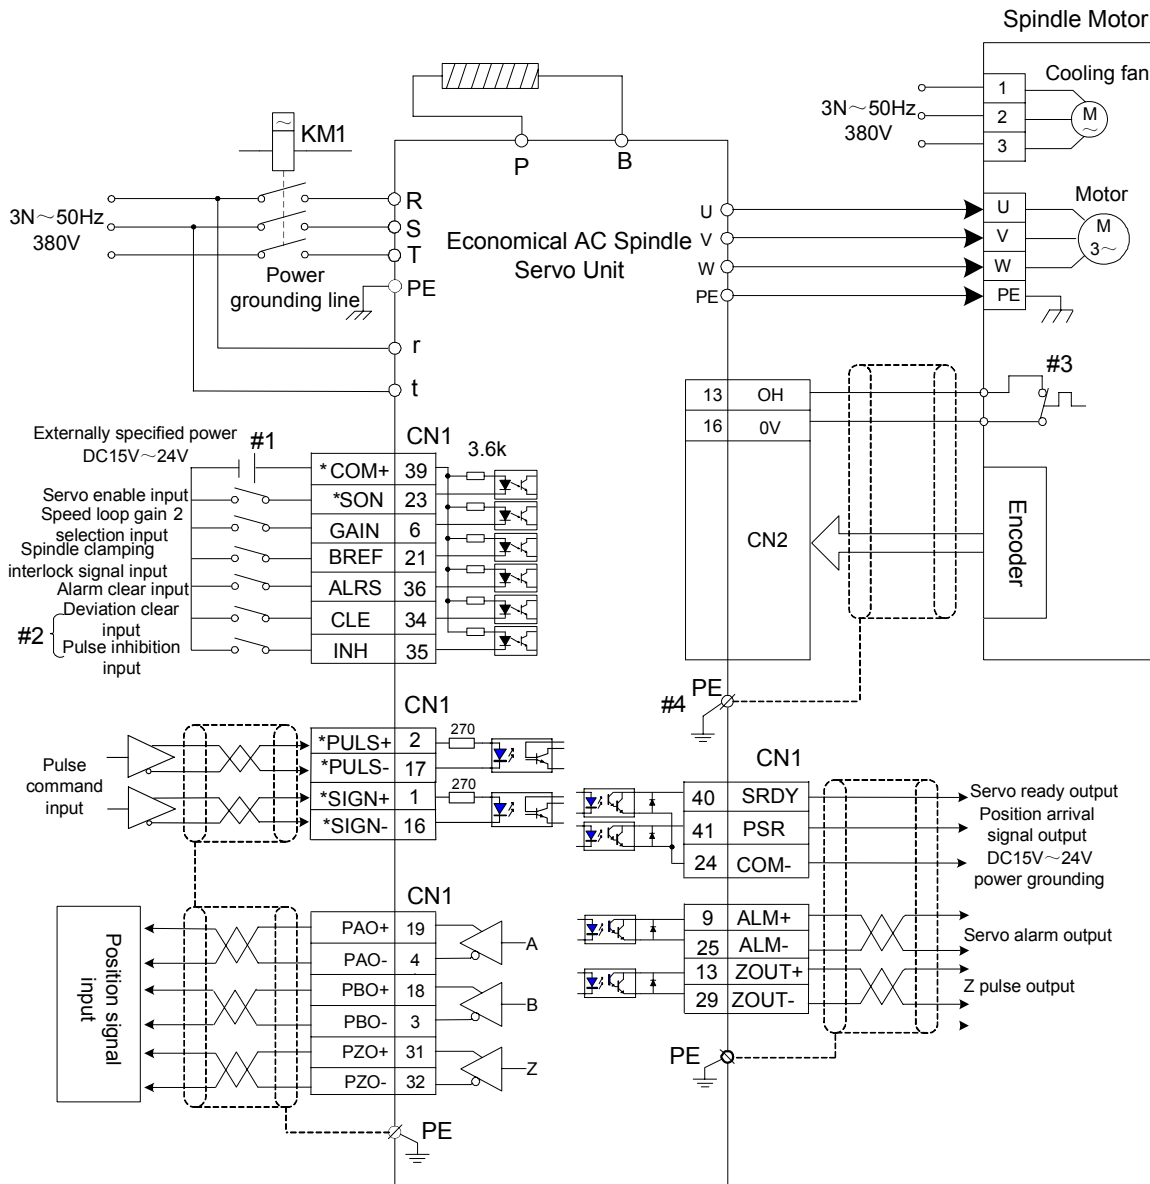 Spindle Motor
Cooling fan
1
2
3
M
~
3N～50Hz
380V
KM1
~
P
B
3N～50Hz
380V
R
S
T
PE
Power
grounding line
r
t
Economical AC Spindle
Servo Unit
U
V
W
PE
U
V
W
PE
Motor
M
3~
#3
13 OH
16 0V
CN2
Encoder
#4
PE
CN1
3.6k
Externally specified power
DC15V～24V
#1
Servo enable input
Speed loop gain 2
selection input
Spindle clamping
interlock signal input
Alarm clear input
Deviation clear
input
#2
Pulse inhibition
input
*COM+ 39
*SON 23
GAIN 6
BREF 21
ALRS 36
CLE 34
INH 35
CN1
Pulse
command
input
*PULS+ 2
*PULS- 17
*SIGN+ 1
*SIGN- 16
270
270
CN1
40 SRDY
41 PSR
24 COM-
Servo ready output
Position arrival
signal output
DC15V～24V
power grounding
9 ALM+
25 ALM-
13 ZOUT+
29 ZOUT-
Servo alarm output
Z pulse output
PE
CN1
Position signal
input
PAO+ 19
PAO- 4
PBO+ 18
PBO- 3
PZO+ 31
PZO- 32
A
B
Z
PE